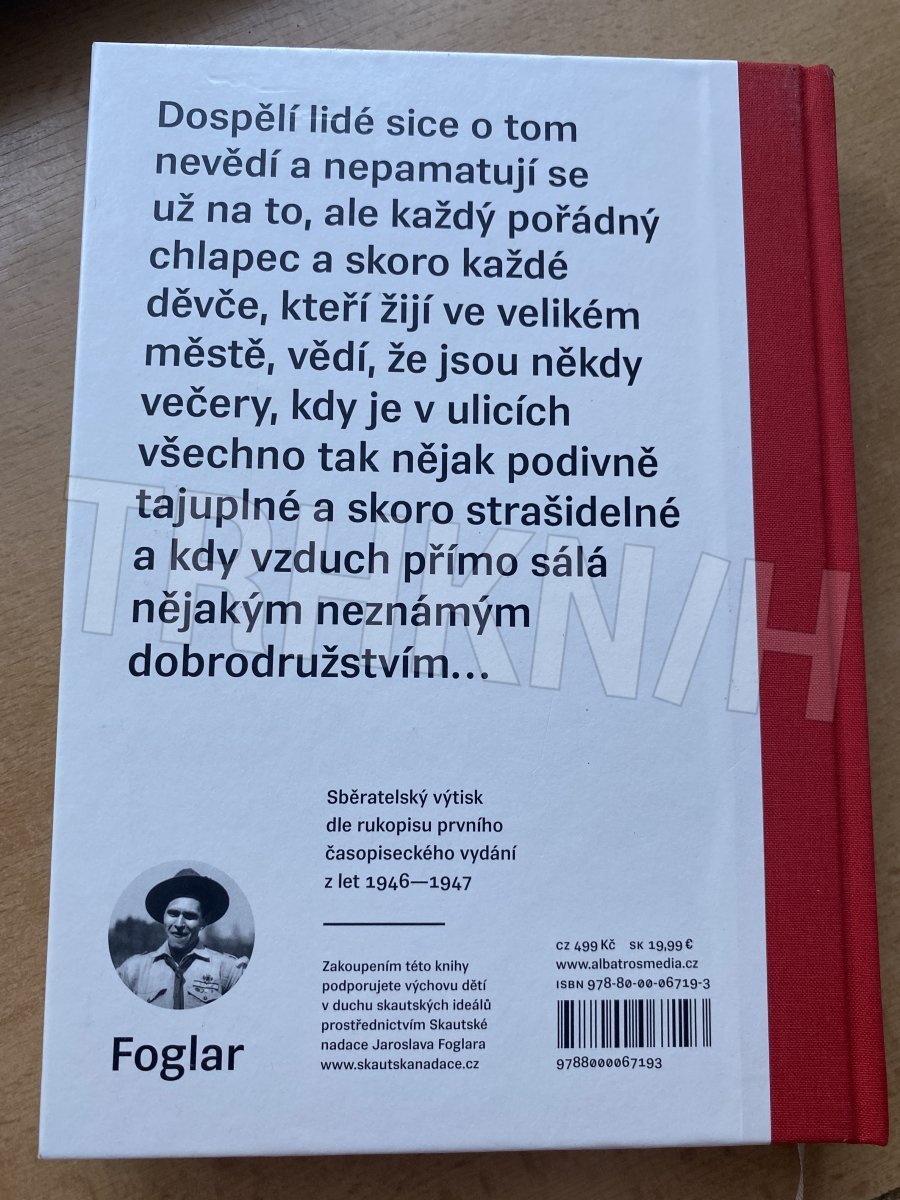 Dospělí lidé sice o tom
nevědí a nepamatují se
už na to, ale každý pořádný
chlapec a skoro každé
děvče, kteří žijí ve velikém
městě, vědí, že jsou někdy
večery, kdy je v ulicích
všechno tak nějak podivně
tajuplné a skoro strašidelné
a kdy vzduch přímo sálá
nějakým neznámým
dobrodružstvím...
TRHKNIH
Sběratelský výtisk
dle rukopisu prvního
časopiseckého vydání
z let 1946—1947
Foglar
Zakoupením této knihy
podporujete výchovu dětí
v duchu skautských ideálů
prostřednictvím Skautské
nadace Jaroslava Foglara
www.skautskanadace.cz
CZ 499 Kč SK 19,99 €
www.albatrosmedia.cz
ISBN 978-80-00-06719-3
9788000067193